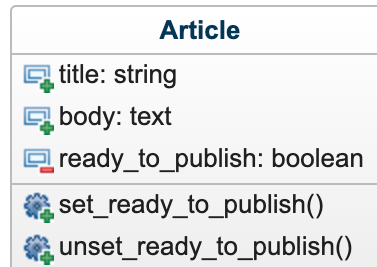 Article
title: string
body: text
ready_to_publish: boolean
set_ready_to_publish()
unset_ready_to_publish()